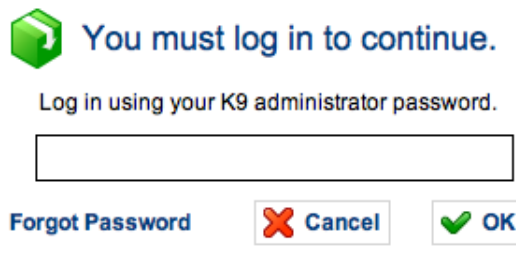 You must log in to continue.
Log in using your K9 administrator password.
Forgot Password Cancel OK